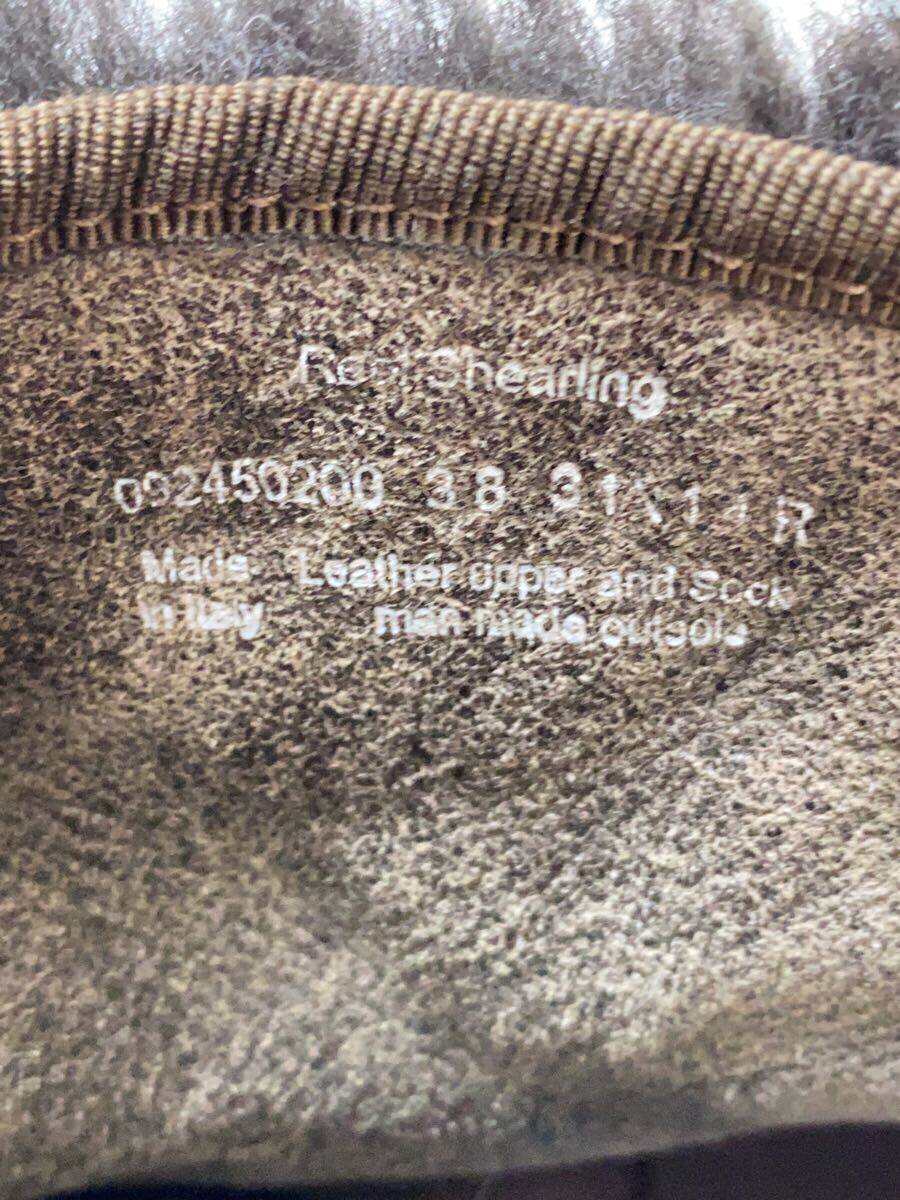 Real Shearling
092450200 38 R
Made Leather upper and Sock
in Italy man made outsole